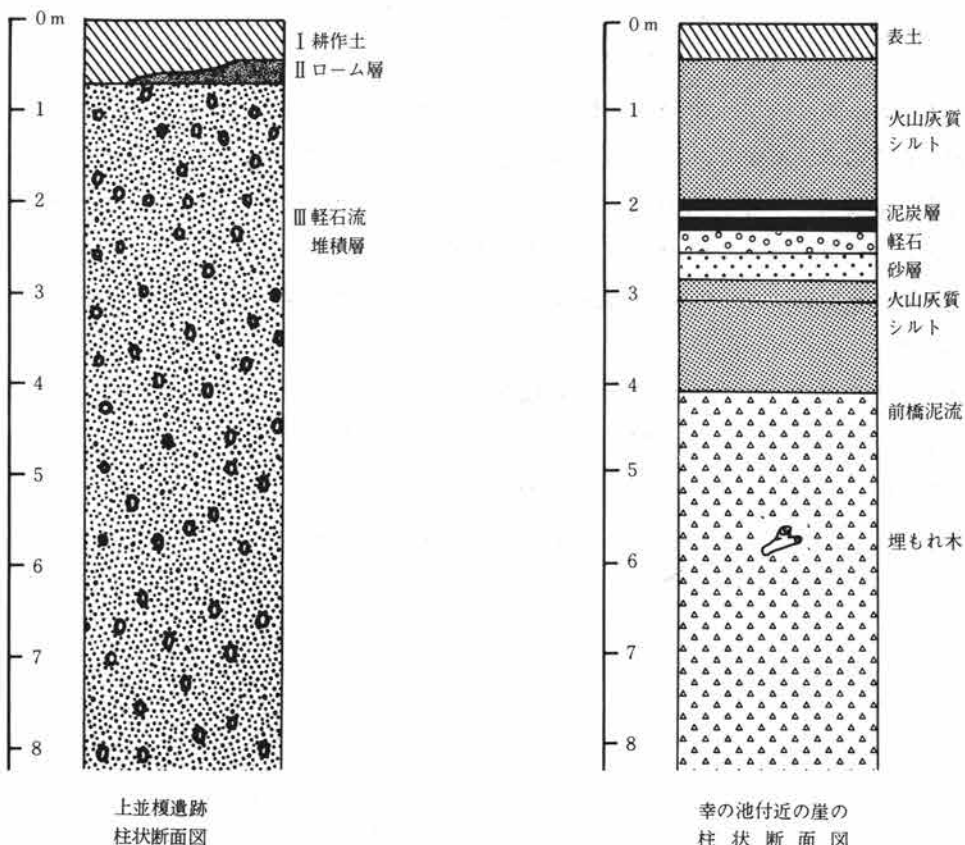 0 m
I 耕作土
II ローム層
1
2
III 軽石流
堆積層
3
4
5
6
7
8
上並榎遺跡
柱状断面図
0 m
表土
1
火山灰質
シルト
2
泥炭層
軽石
砂層
3
火山灰質
シルト
4
前橋泥流
5
埋もれ木
6
7
8
幸の池付近の崖の
柱状断面図